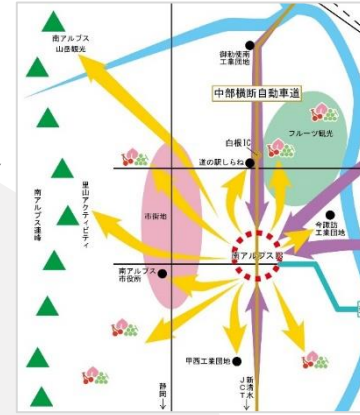 南アルプス
山岳観光
御勅使南
工業団地
中部横断自動車道
白根IC
フルーツ観光
道の駅しらね
南アルプス連峰
里山アクティビティ
市街地
今諏訪
工業団地
南アルプスIC
南アルプス
市役所
甲西工業団地
静岡
新清水
JCT